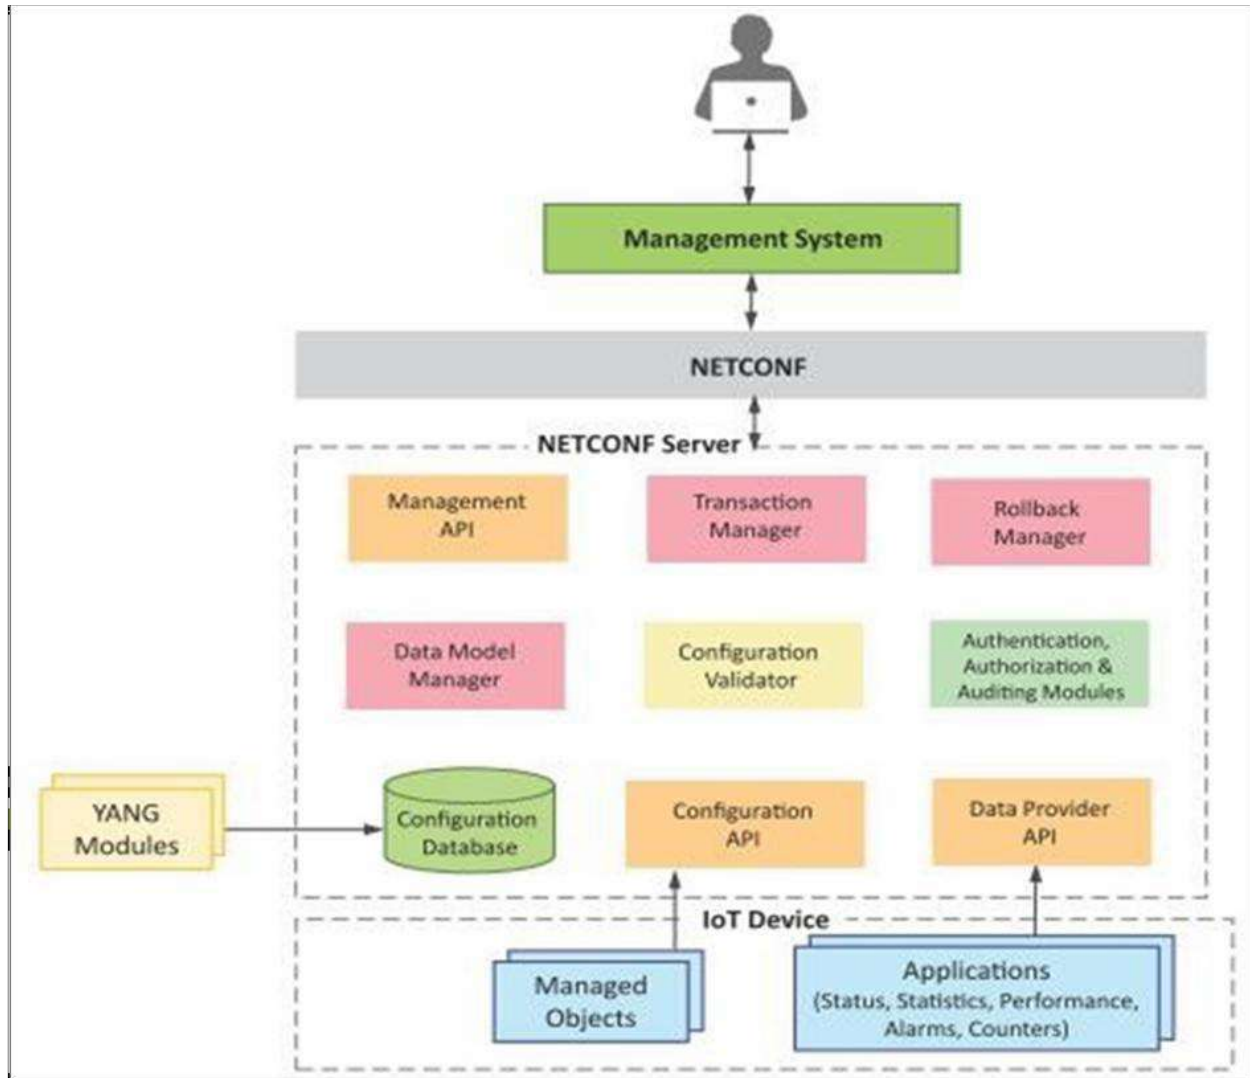 Management System
NETCONF
NETCONF Server
Management
API
Transaction
Manager
Rollback
Manager
Data Model
Manager
Configuration
Validator
Authentication,
Authorization &
Auditing Modules
YANG
Modules
Configuration
Database
Configuration
API
Data Provider
API
IoT Device
Managed
Objects
Applications
(Status, Statistics, Performance,
Alarms, Counters)